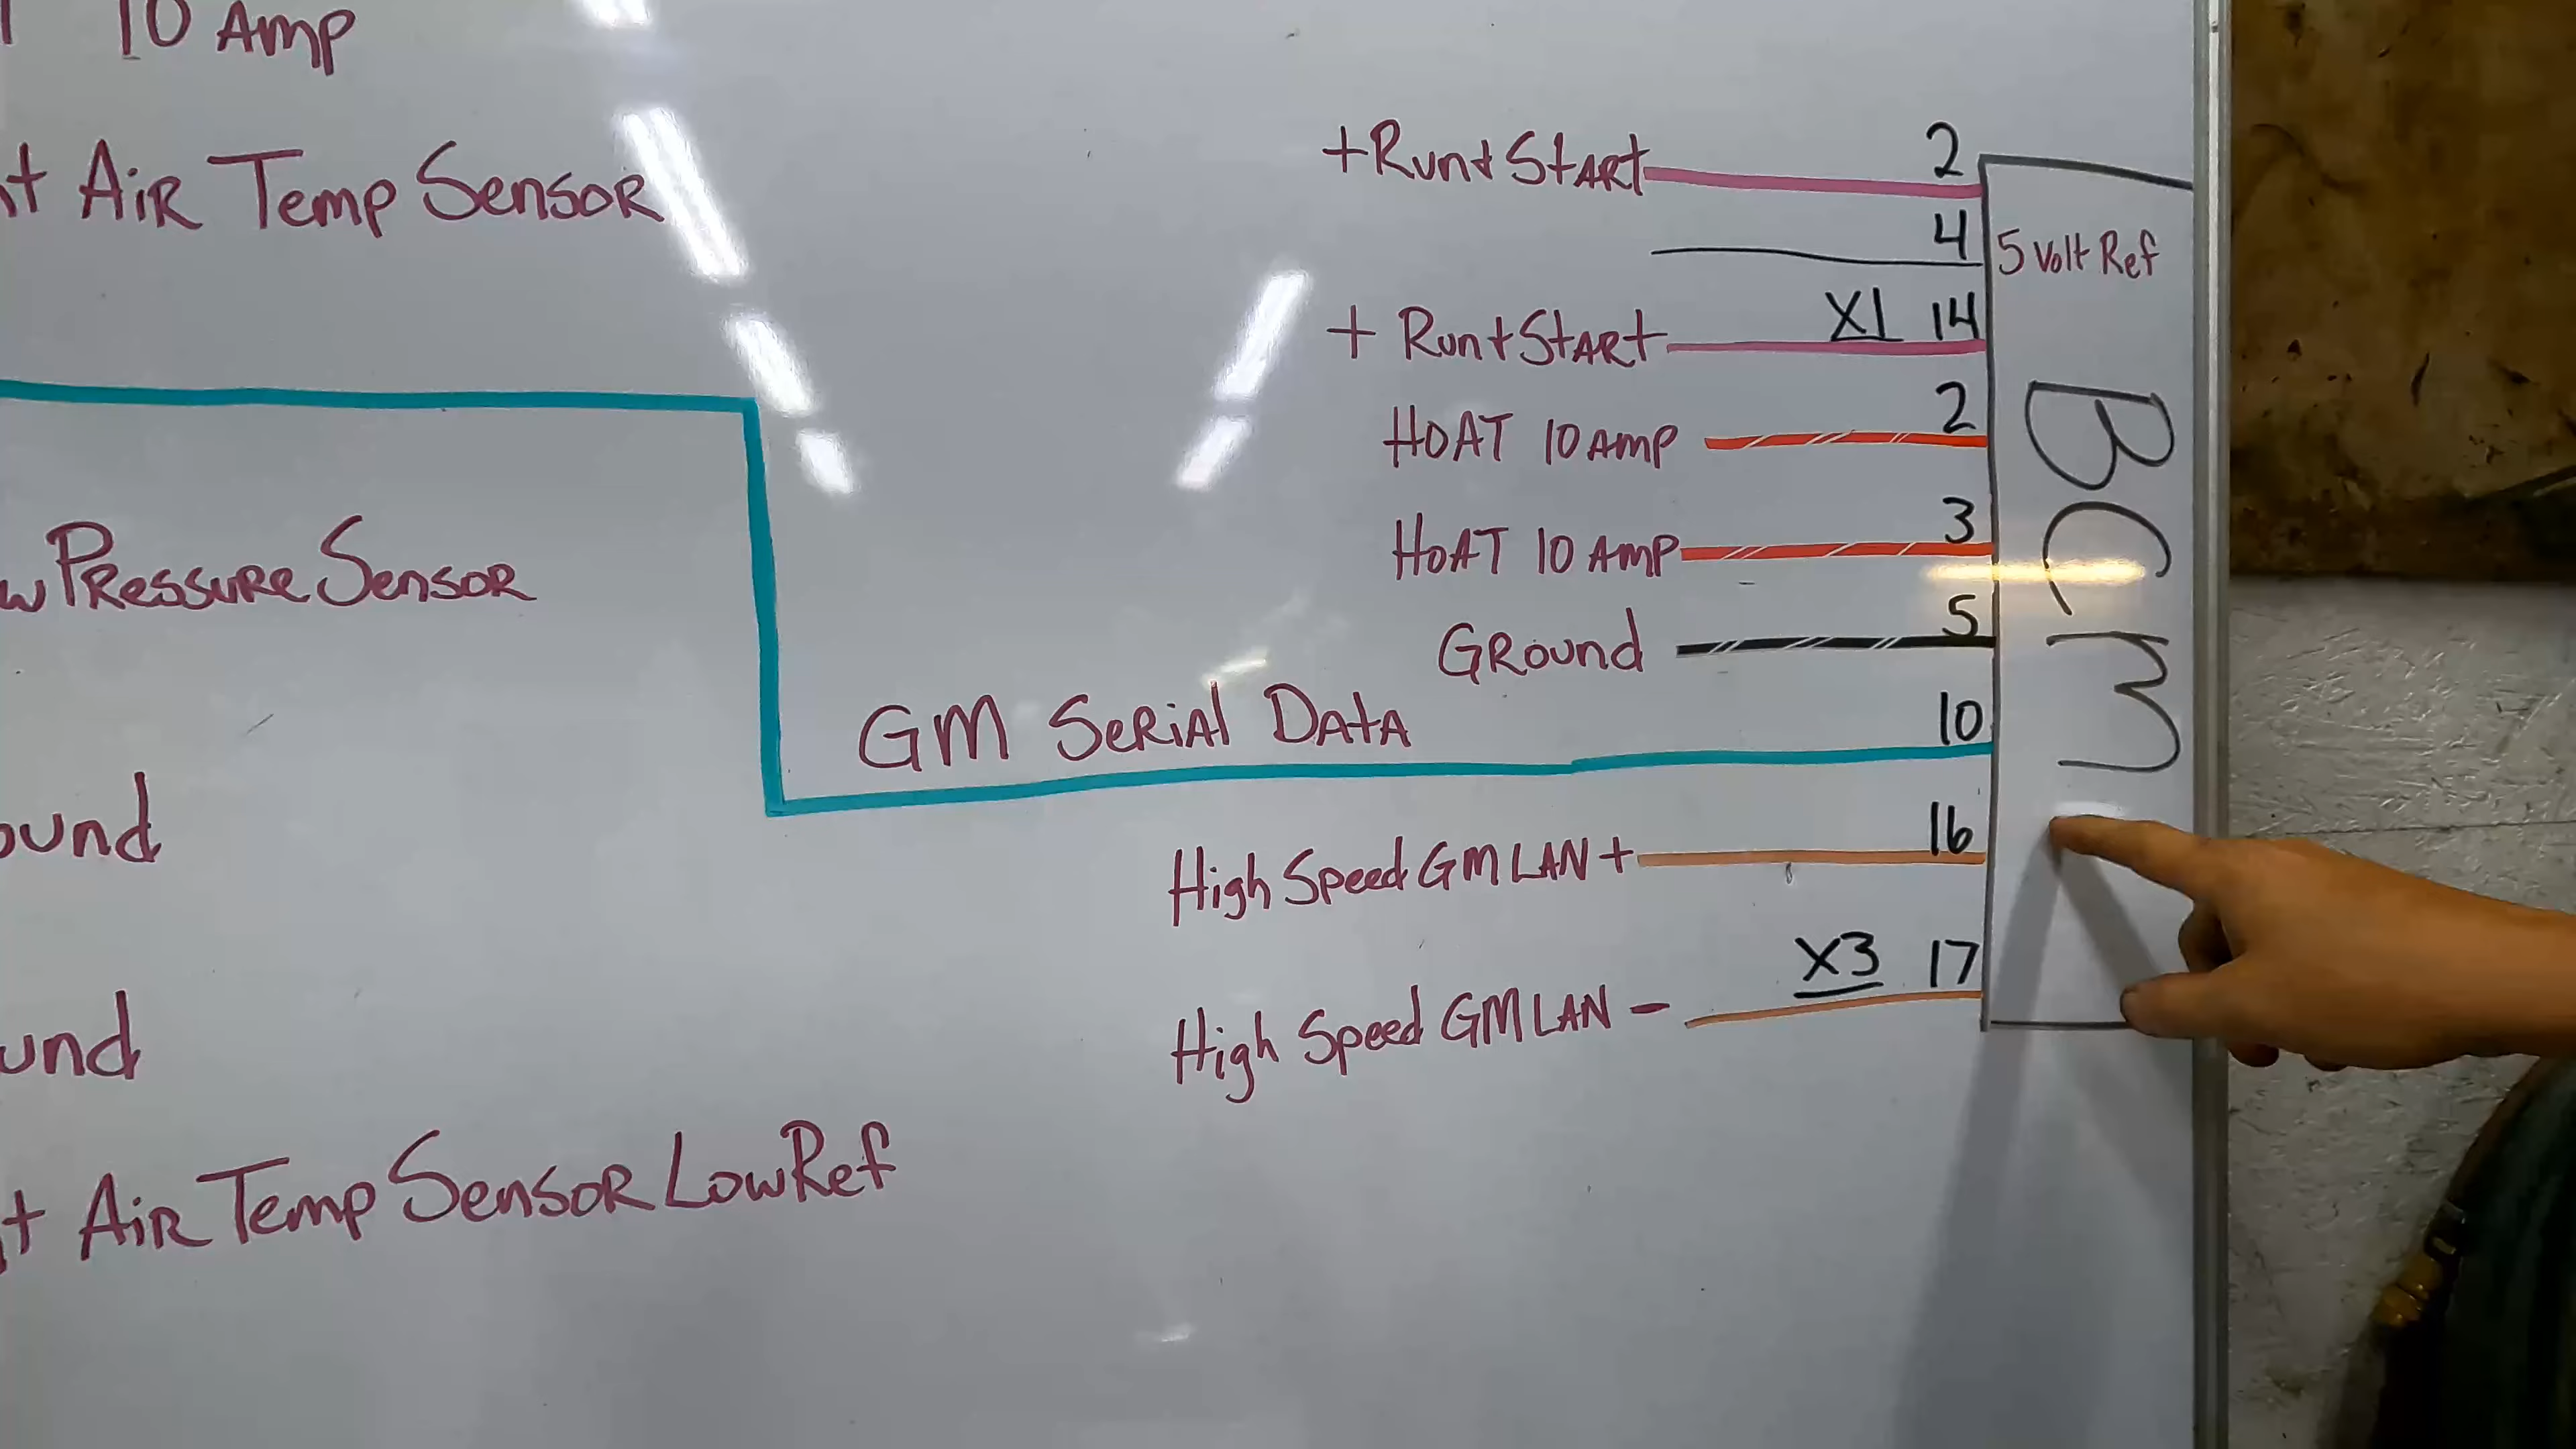 10 Amp
Air Temp Sensor
Pressure Sensor
Air Temp Sensor Low Ref
+Run+Start 2
4 5 Volt Ref
+ Run+Start X1 14
HOAT 10 Amp 2
HOAT 10 Amp 3
Ground 5
GM Serial Data 10
High Speed GMLAN + 16
High Speed GMLAN - X3 17
BCM